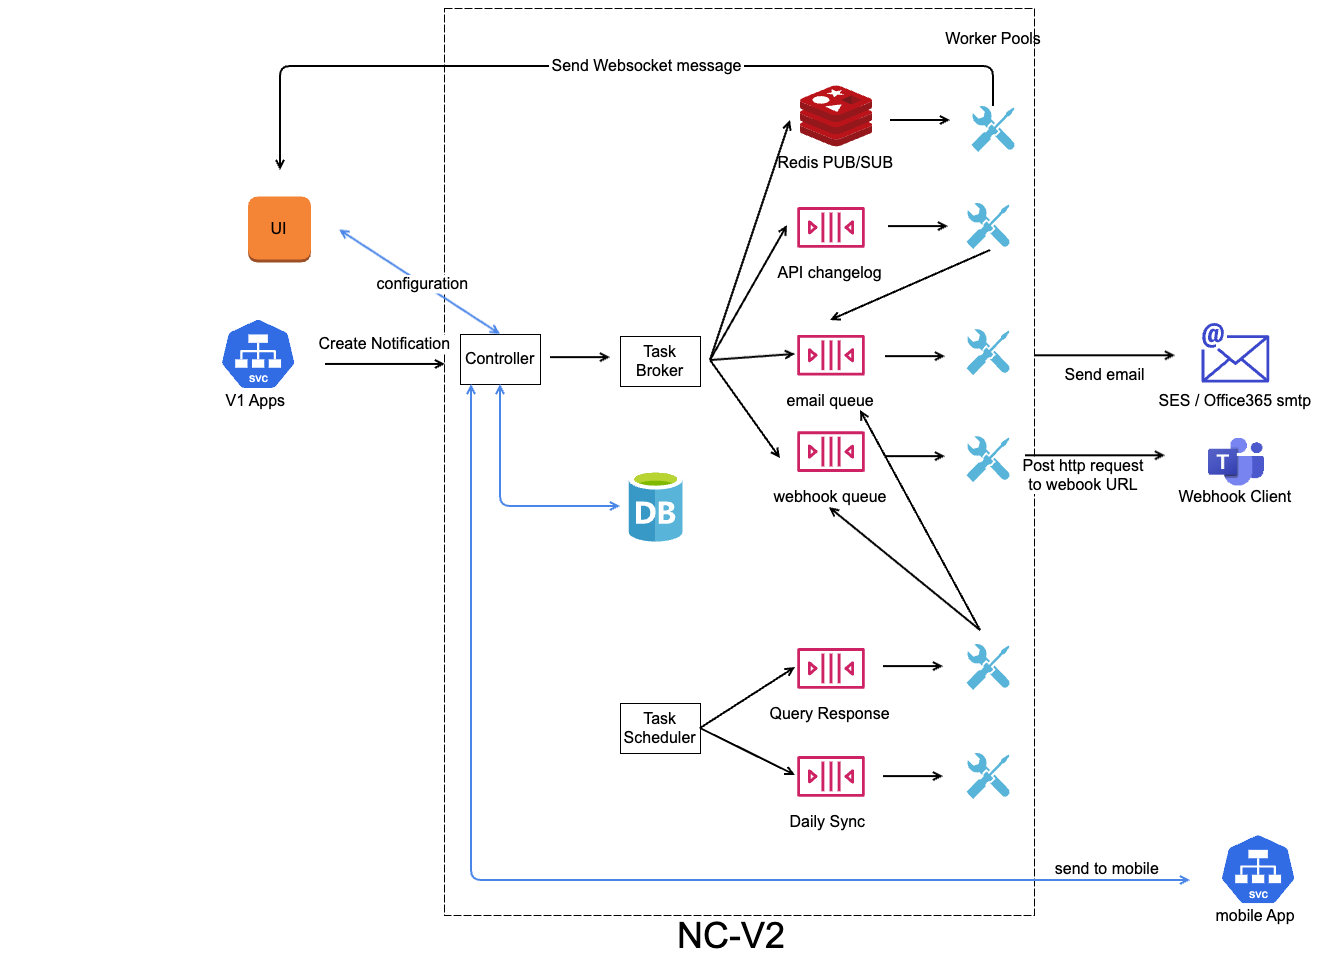 Worker Pools
Send Websocket message
Redis PUB/SUB
UI
API changelog
configuration
Create Notification
Controller
Task
Broker
svc
V1 Apps
email queue
Send email
@
SES / Office365 smtp
webhook queue
Post http request
to webook URL
T
Webhook Client
DB
Query Response
Task
Scheduler
Daily Sync
send to mobile
svc
mobile App
NC-V2